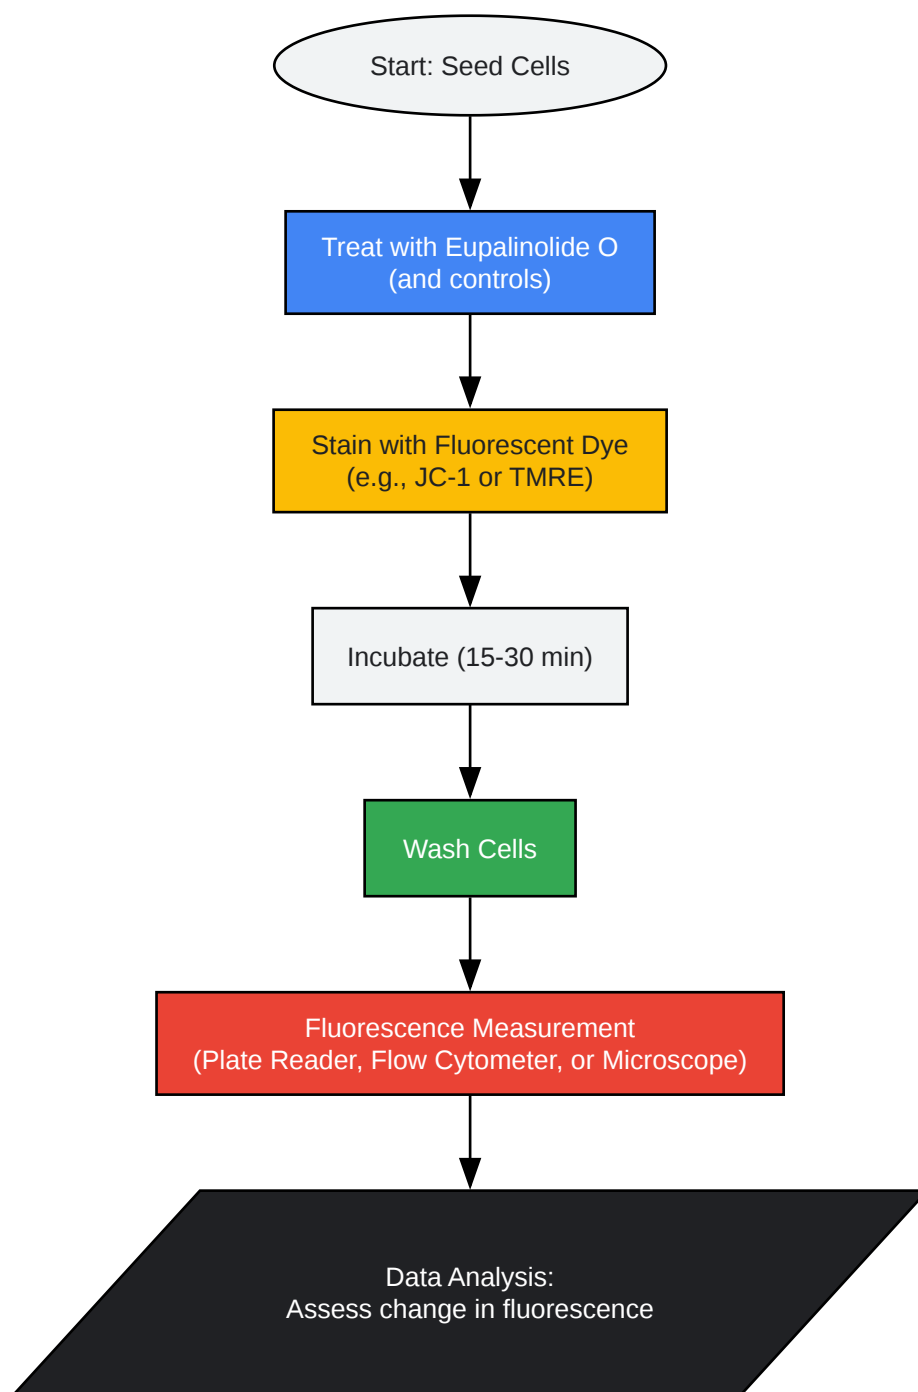 Start: Seed Cells
Treat with Eupalinolide O
(and controls)
Stain with Fluorescent Dye
(e.g., JC-1 or TMRE)
Incubate (15-30 min)
Wash Cells
Fluorescence Measurement
(Plate Reader, Flow Cytometer, or Microscope)
Data Analysis:
Assess change in fluorescence